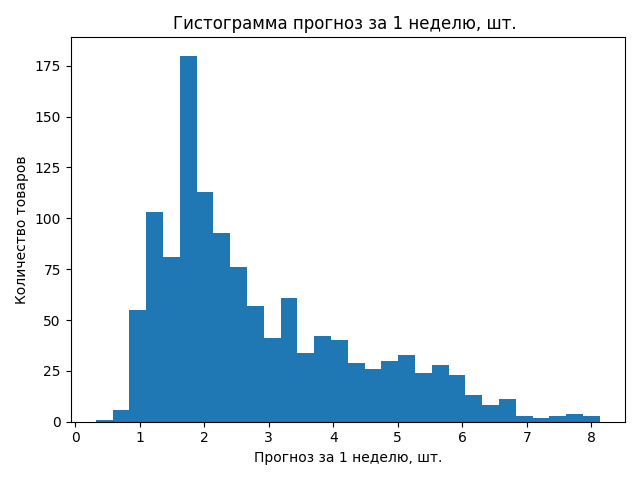 Гистограмма прогноз за 1 неделю, шт.
175
150
125
100
75
50
25
0
Количество товаров
0 1 2 3 4 5 6 7 8
Прогноз за 1 неделю, шт.